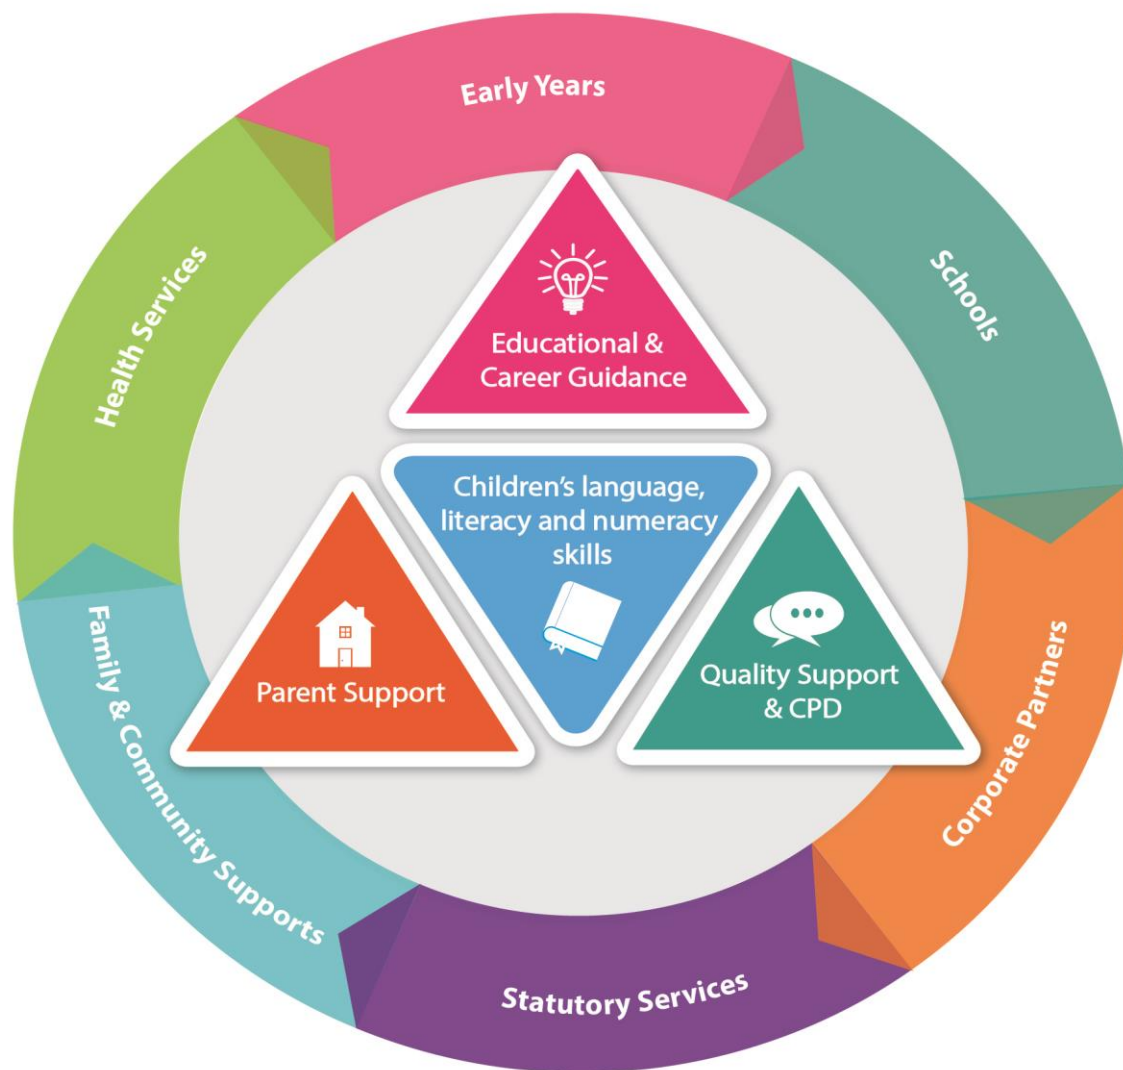 Early Years
Schools
Corporate Partners
Statutory Services
Family & Community Supports
Health Services
Educational &
Career Guidance
Children’s language,
literacy and numeracy
skills
Parent Support
Quality Support
& CPD